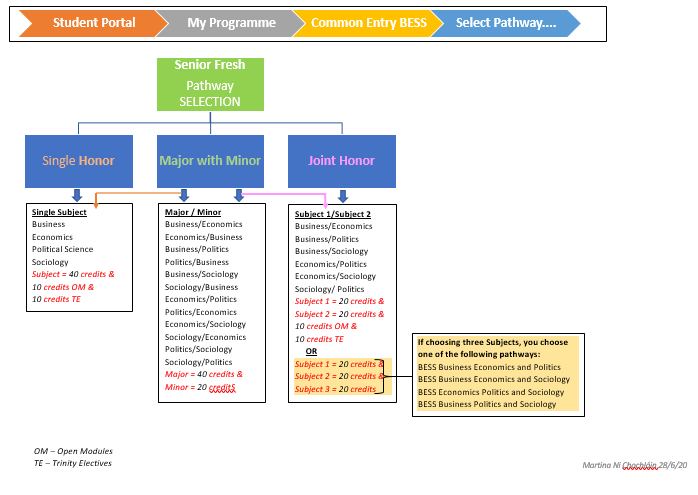 Student Portal
My Programme
Common Entry BESS
Select Pathway....
Senior Fresh
Pathway
SELECTION
Single Honor
Major with Minor
Joint Honor
Single Subject
Business
Economics
Political Science
Sociology
Subject = 40 credits &
10 credits OM &
10 credits TE
Major / Minor
Business/Economics
Economics/Business
Business/Politics
Politics/Business
Business/Sociology
Sociology/Business
Economics/Politics
Politics/Economics
Economics/Sociology
Sociology/Economics
Politics/Sociology
Sociology/Politics
Major = 40 credits &
Minor = 20 credits
Subject 1/Subject 2
Business/Economics
Business/Politics
Business/Sociology
Economics/Politics
Economics/Sociology
Sociology/ Politics
Subject 1 = 20 credits &
Subject 2 = 20 credits &
10 credits OM &
10 credits TE
OR
Subject 1 = 20 credits &
Subject 2 = 20 credits &
Subject 3 = 20 credits
If choosing three Subjects, you choose
one of the following pathways:
BESS Business Economics and Politics
BESS Business Economics and Sociology
BESS Economics Politics and Sociology
BESS Business Politics and Sociology
OM – Open Modules
TE – Trinity Electives
Martina Ní 28/6/20